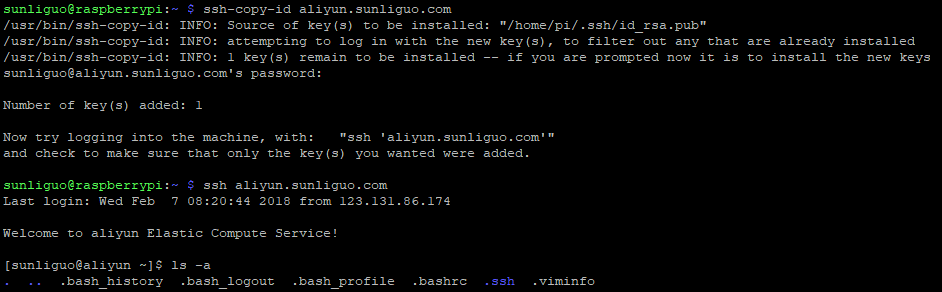 sunliguo@raspberrypi:~ $ ssh-copy-id aliyun.sunliguo.com
/usr/bin/ssh-copy-id: INFO: Source of key(s) to be installed: "/home/pi/.ssh/id_rsa.pub"
/usr/bin/ssh-copy-id: INFO: attempting to log in with the new key(s), to filter out any that are already installed
/usr/bin/ssh-copy-id: INFO: 1 key(s) remain to be installed -- if you are prompted now it is to install the new keys
sunliguo@aliyun.sunliguo.com's password:
Number of key(s) added: 1
Now try logging into the machine, with:   "ssh 'aliyun.sunliguo.com'"
and check to make sure that only the key(s) you wanted were added.
sunliguo@raspberrypi:~ $ ssh aliyun.sunliguo.com
Last login: Wed Feb  7 08:20:44 2018 from 123.131.86.174
Welcome to aliyun Elastic Compute Service!
[sunliguo@aliyun ~]$ ls -a
.  ..  .bash_history  .bash_logout  .bash_profile  .bashrc  .ssh  .viminfo